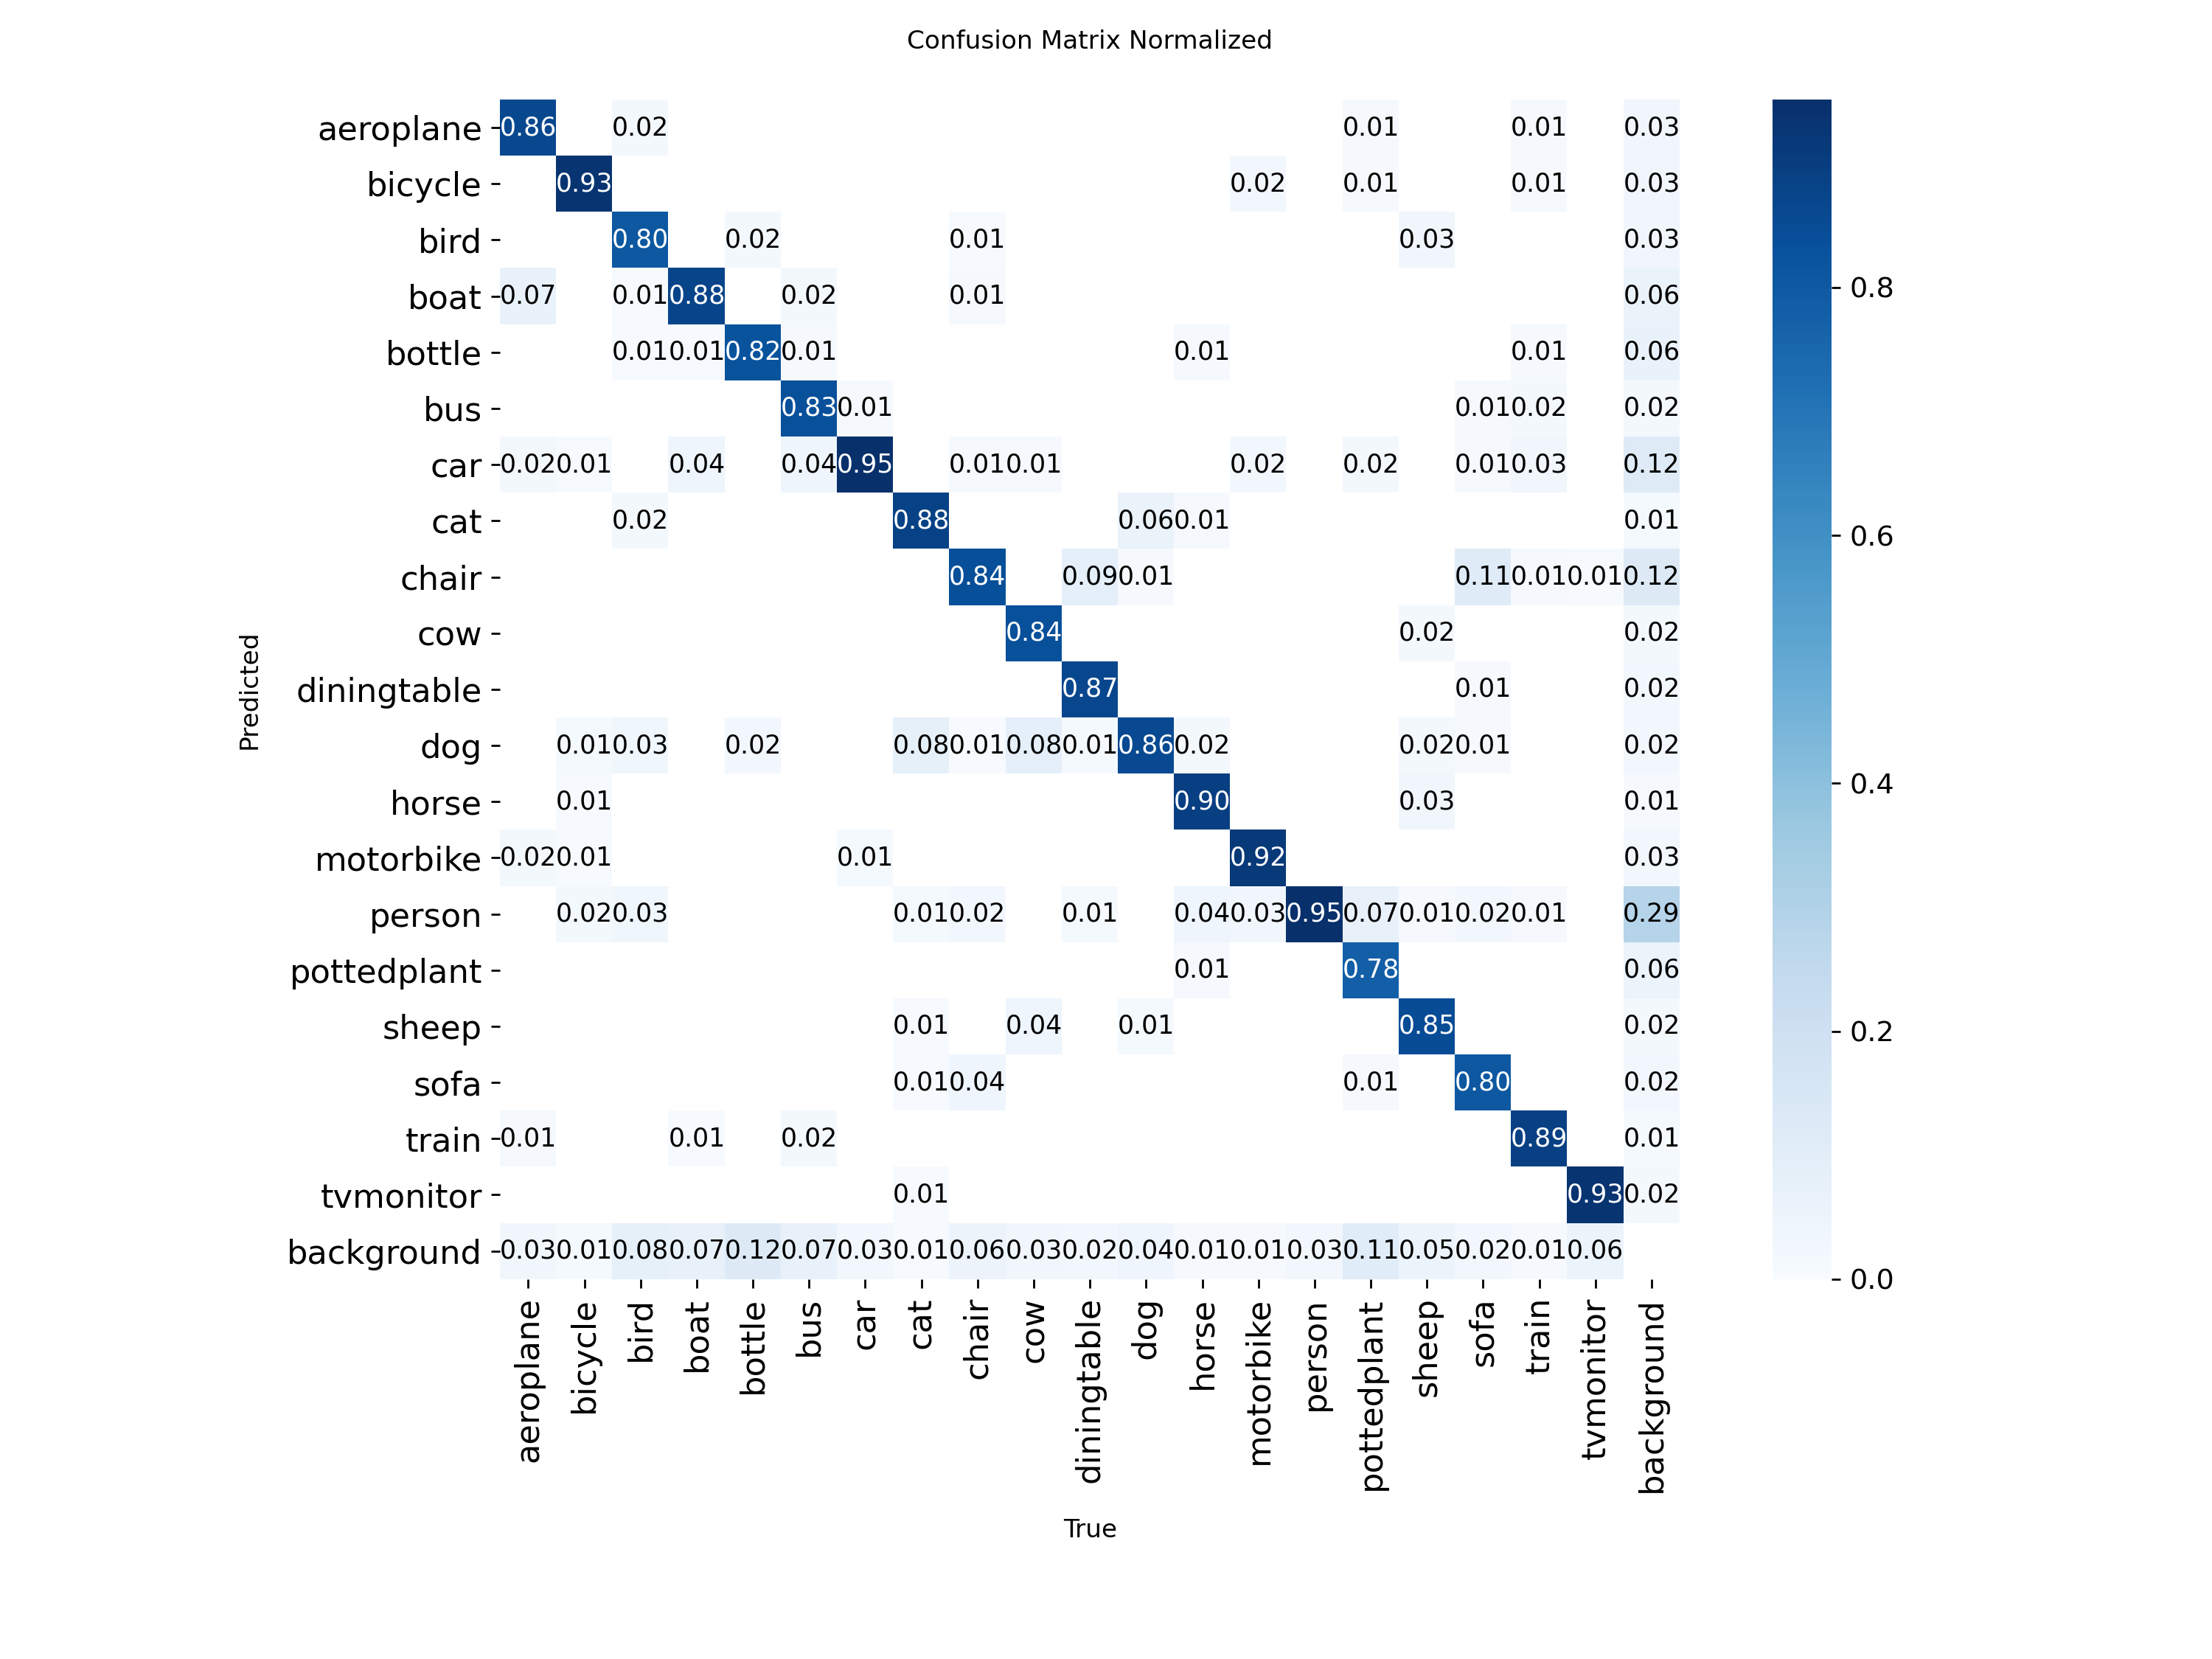 Confusion Matrix Normalized
aeroplane 0.86 0.02 0.01 0.01 0.03
bicycle 0.93 0.02 0.01 0.01 0.03
bird 0.80 0.02 0.01 0.03 0.03
boat 0.07 0.01 0.88 0.02 0.01 0.06
0.8
bottle 0.01 0.01 0.82 0.01 0.01 0.01 0.06
bus 0.83 0.01 0.01 0.02 0.02
car 0.02 0.01 0.04 0.04 0.95 0.01 0.01 0.02 0.02 0.01 0.03 0.12
cat 0.02 0.88 0.06 0.01 0.01
0.6
chair 0.84 0.09 0.01 0.11 0.01 0.01 0.12
cow 0.84 0.02 0.02
Predicted
diningtable 0.87 0.01 0.02
dog 0.01 0.03 0.02 0.08 0.01 0.08 0.01 0.86 0.02 0.02 0.01 0.02
0.4
horse 0.01 0.90 0.03 0.01
motorbike 0.02 0.01 0.01 0.92 0.03
person 0.02 0.03 0.01 0.02 0.01 0.04 0.03 0.95 0.07 0.01 0.02 0.01 0.29
pottedplant 0.01 0.78 0.06
sheep 0.01 0.04 0.01 0.85 0.02
0.2
sofa 0.01 0.04 0.01 0.80 0.02
train 0.01 0.01 0.02 0.89 0.01
tvmonitor 0.01 0.93 0.02
background 0.03 0.01 0.08 0.07 0.12 0.07 0.03 0.01 0.06 0.03 0.02 0.04 0.01 0.01 0.03 0.11 0.05 0.02 0.01 0.06
0.0
aeroplane bicycle bird boat bottle bus car cat chair cow diningtable dog horse motorbike person pottedplant sheep sofa train tvmonitor background
True